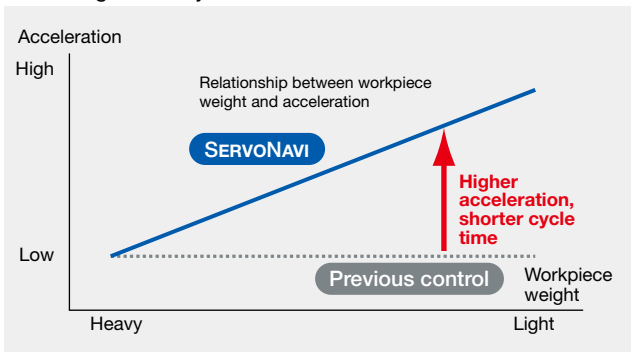 Acceleration
High
Relationship between workpiece
weight and acceleration
SERVONAVI
Higher
acceleration,
shorter cycle
time
Low
Previous control
Workpiece
weight
Heavy
Light